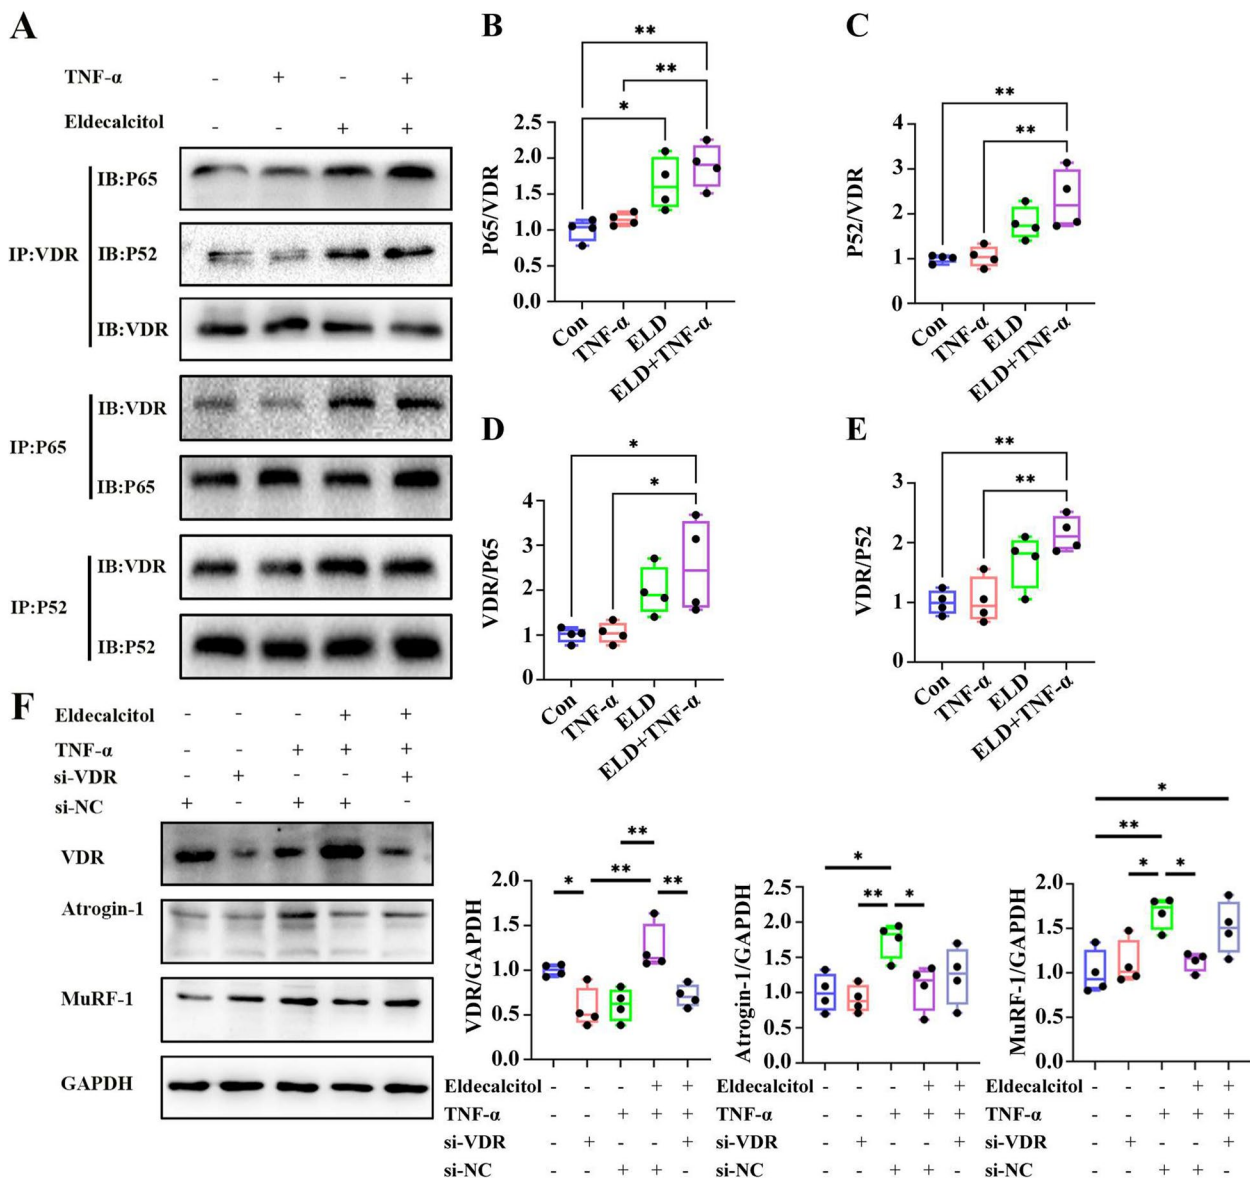 A
TNF-α - + - +
Eldecalcitol - - + +
IP:VDR
IB:P65
IB:P52
IB:VDR
IP:P65
IB:VDR
IB:P65
IP:P52
IB:VDR
IB:P52
B
**
**
*
P65/VDR
2.5
2.0
1.5
1.0
0.5
0.0
Con
TNF-α
ELD
ELD+TNF-α
C
**
**
P52/VDR
4
3
2
1
0
Con
TNF-α
ELD
ELD+TNF-α
D
*
*
VDR/P65
4
3
2
1
0
Con
TNF-α
ELD
ELD+TNF-α
E
**
**
VDR/P52
3
2
1
0
Con
TNF-α
ELD
ELD+TNF-α
F
Eldecalcitol - - - + +
TNF-α - - + + +
si-VDR - + - - +
si-NC + - + + -
VDR
Atrogin-1
MuRF-1
GAPDH
**
* ** **
VDR/GAPDH
2.0
1.5
1.0
0.5
0.0
Eldecalcitol - - - + +
TNF-α - - + + +
si-VDR - + - - +
si-NC - - + + -
*
** *
Atrogin-1/GAPDH
2.5
2.0
1.5
1.0
0.5
0.0
Eldecalcitol - - - + +
TNF-α - - + + +
si-VDR - + - - +
si-NC - - + + -
*
**
* *
MuRF-1/GAPDH
2.0
1.5
1.0
0.5
0.0
Eldecalcitol - - - + +
TNF-α - - + + +
si-VDR - + - - +
si-NC - - + + -